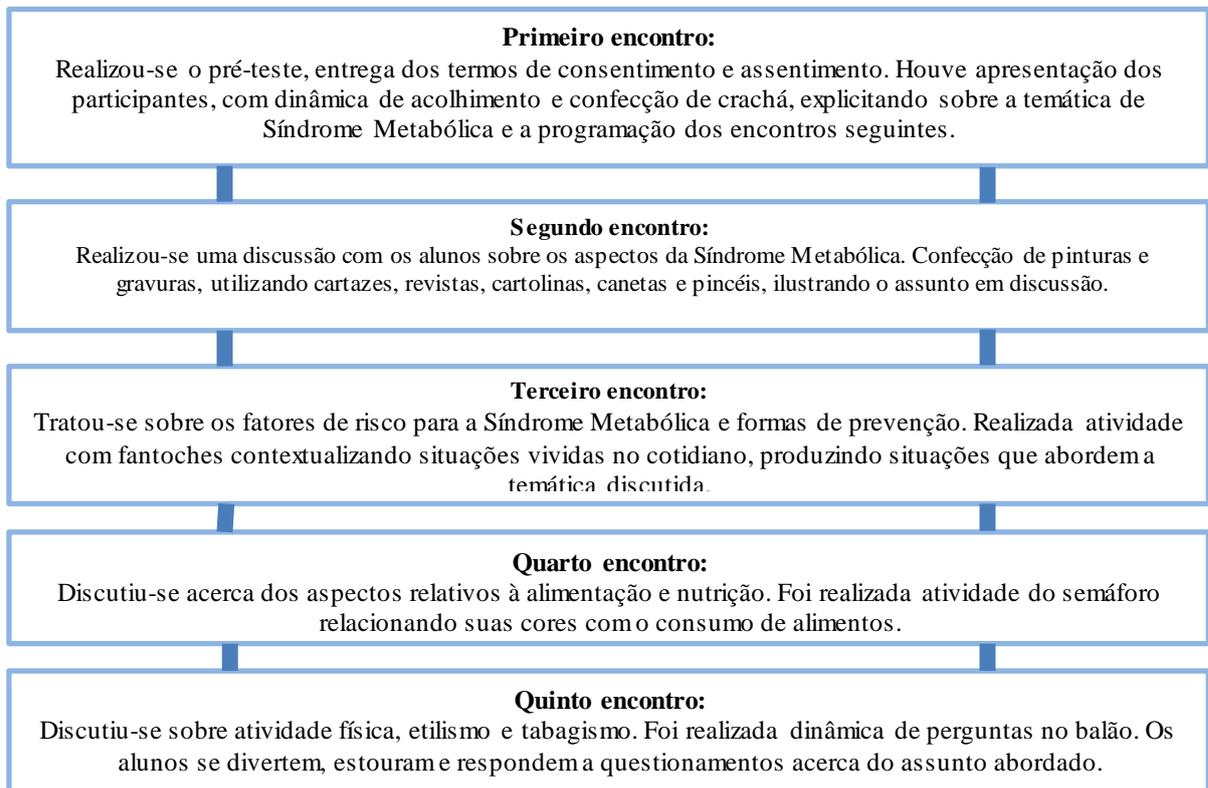 Primeiro encontro:
Realizou-se o pré-teste, entrega dos termos de consentimento e assentimento. Houve apresentação dos
participantes, com dinâmica de acolhimento e confecção de crachá, explicitando sobre a temática de
Síndrome Metabólica e a programação dos encontros seguintes.
Segundo encontro:
Realizou-se uma discussão com os alunos sobre os aspectos da Síndrome Metabólica. Confecção de pinturas e
gravuras, utilizando cartazes, revistas, cartolinas, canetas e pincéis, ilustrando o assunto em discussão.
Terceiro encontro:
Tratou-se sobre os fatores de risco para a Síndrome Metabólica e formas de prevenção. Realizada atividade
com fantoches contextualizando situações vividas no cotidiano, produzindo situações que abordem a
temática discutida.
Quarto encontro:
Discutiu-se acerca dos aspectos relativos à alimentação e nutrição. Foi realizada atividade do semáforo
relacionando suas cores com o consumo de alimentos.
Quinto encontro:
Discutiu-se sobre atividade física, etilismo e tabagismo. Foi realizada dinâmica de perguntas no balão. Os
alunos se divertem, estouram e respondem a questionamentos acerca do assunto abordado.